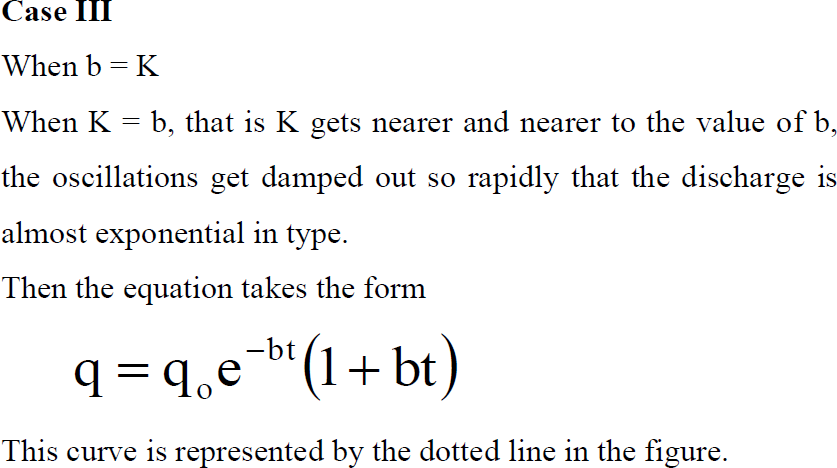 Case III
When b = K
When K = b, that is K gets nearer and nearer to the value of b,
the oscillations get damped out so rapidly that the discharge is
almost exponential in type.
Then the equation takes the form
q = qₒe⁻ᵇᵗ(1 + bt)
This curve is represented by the dotted line in the figure.